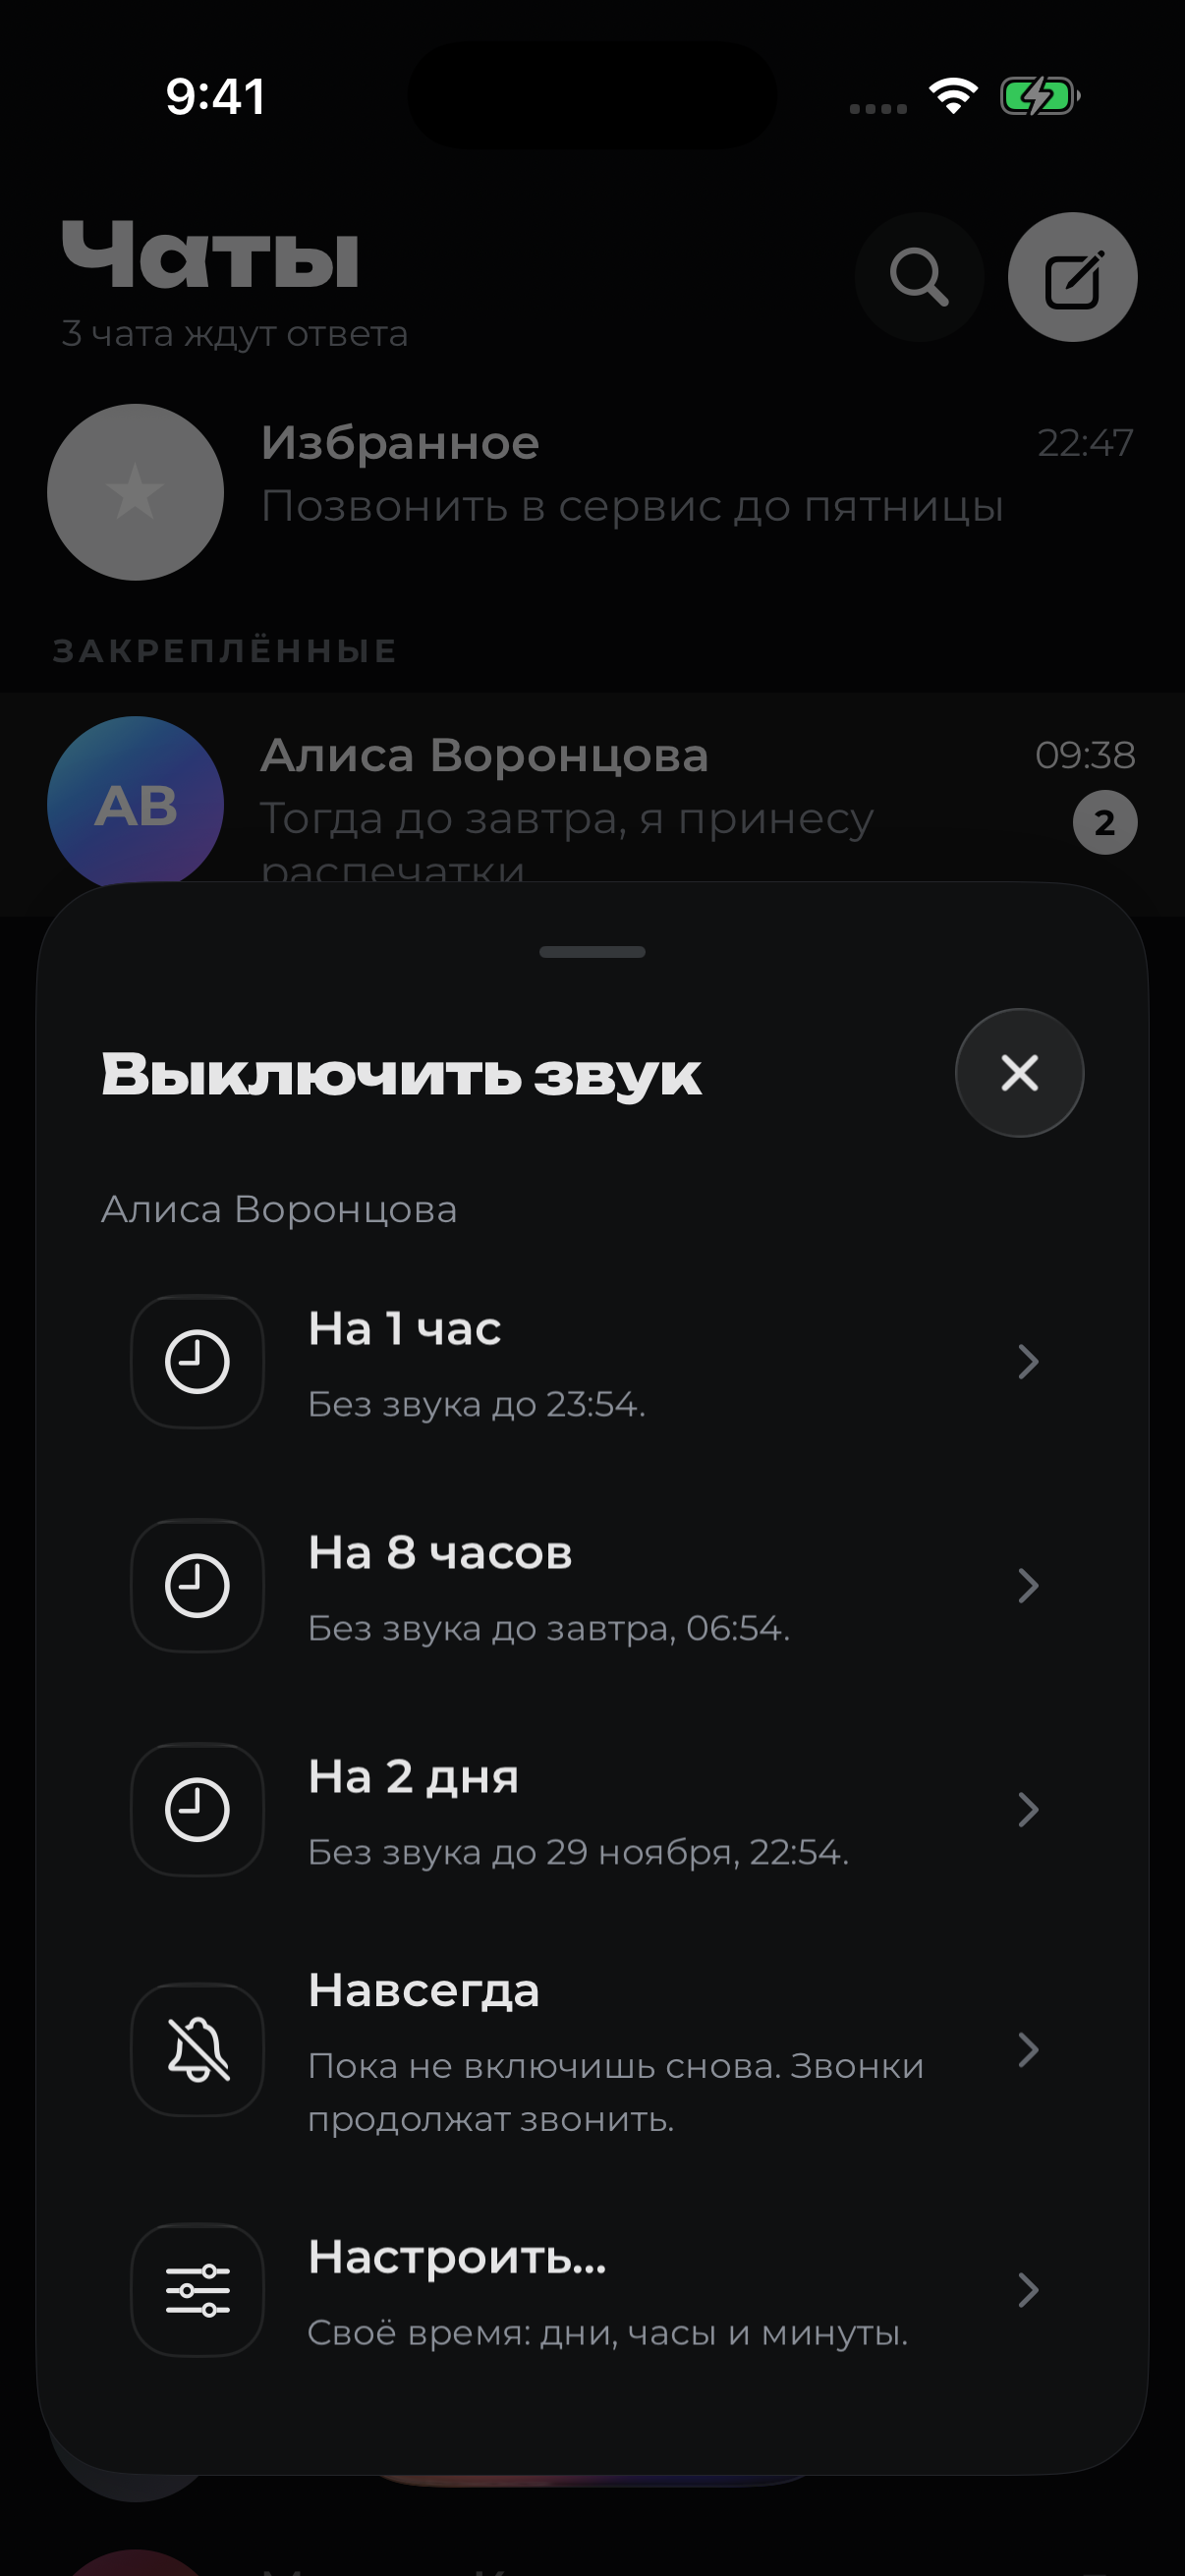 9:41
Чаты
3 чата ждут ответа
Избранное
22:47
Позвонить в сервис до пятницы
ЗАКРЕПЛЁННЫЕ
АВ
Алиса Воронцова
09:38
Тогда до завтра, я принесу
2
распечатки
Выключить звук
Алиса Воронцова
На 1 час
Без звука до 23:54.
На 8 часов
Без звука до завтра, 06:54.
На 2 дня
Без звука до 29 ноября, 22:54.
Навсегда
Пока не включишь снова. Звонки
продолжат звонить.
Настроить...
Своё время: дни, часы и минуты.